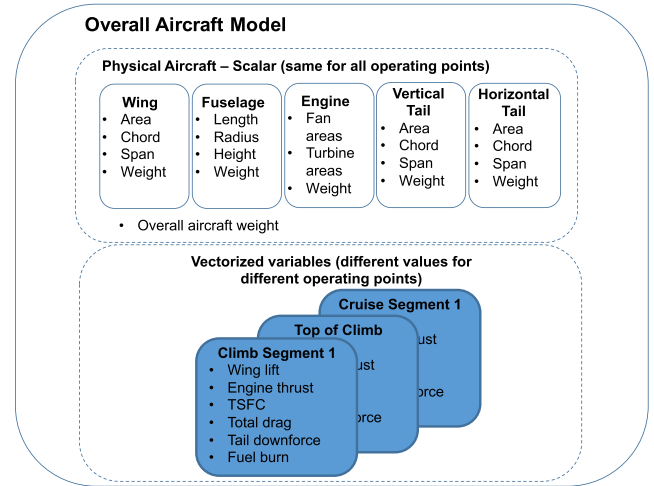 Overall Aircraft Model
Physical Aircraft – Scalar (same for all operating points)
Wing
• Area
• Chord
• Span
• Weight
Fuselage
• Length
• Radius
• Height
• Weight
Engine
• Fan
areas
• Turbine
areas
• Weight
Vertical
Tail
• Area
• Chord
• Span
• Weight
Horizontal
Tail
• Area
• Chord
• Span
• Weight
• Overall aircraft weight
Vectorized variables (different values for
different operating points)
Cruise Segment 1
ust
orce
Top of Climb
ust
orce
Climb Segment 1
• Wing lift
• Engine thrust
• TSFC
• Total drag
• Tail downforce
• Fuel burn